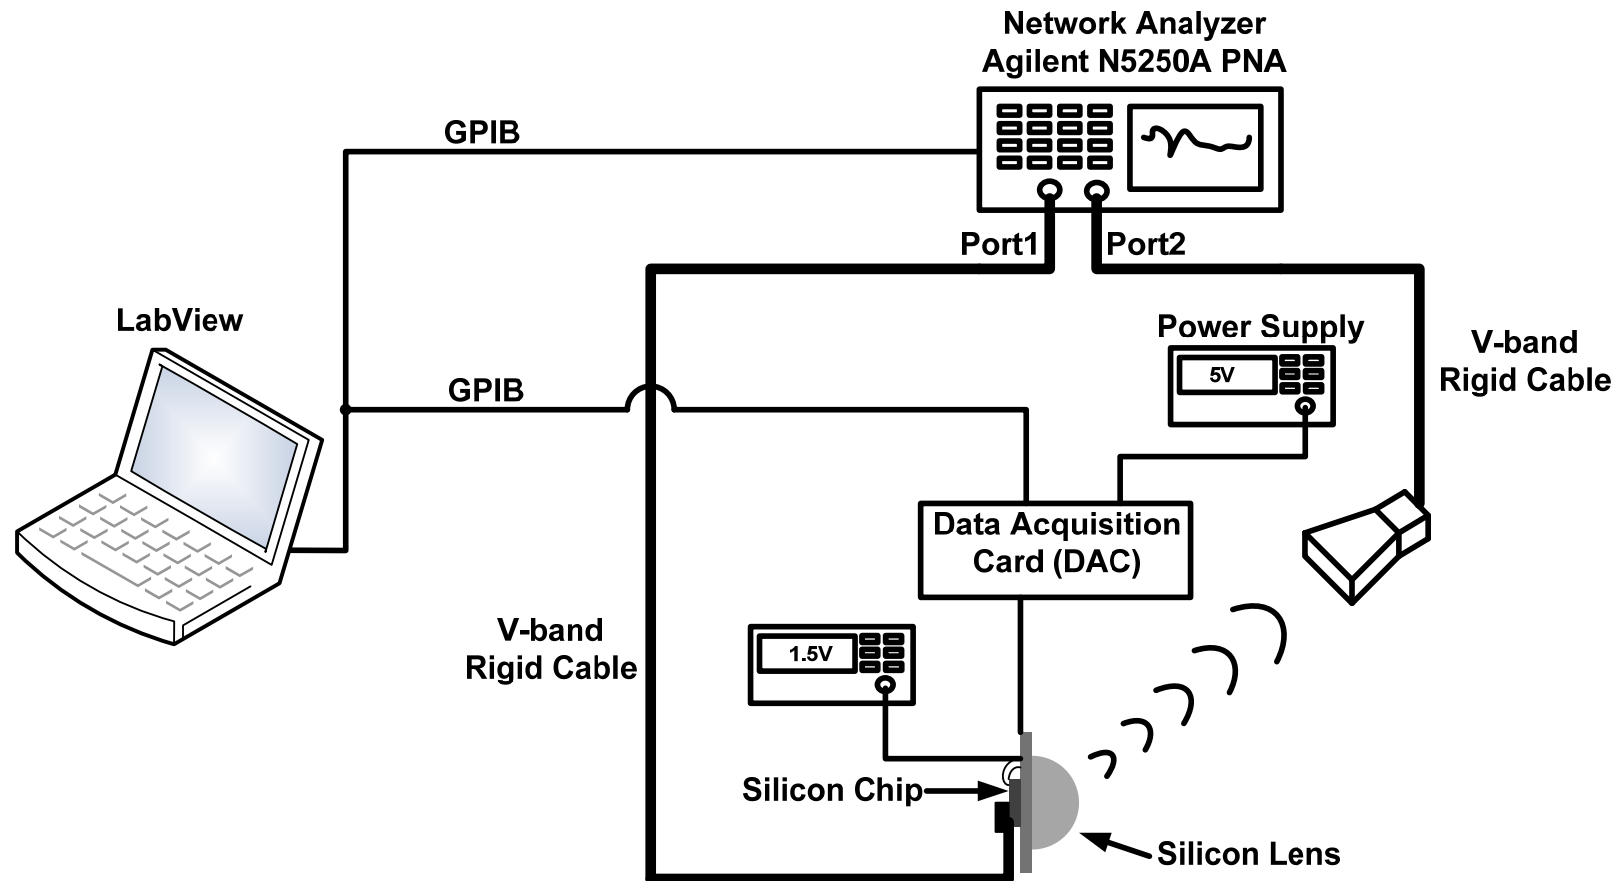 Network Analyzer
Agilent N5250A PNA
GPIB
Port1
Port2
LabView
Power Supply
5V
V-band
Rigid Cable
GPIB
Data Acquisition
Card (DAC)
V-band
Rigid Cable
1.5V
Silicon Chip
Silicon Lens